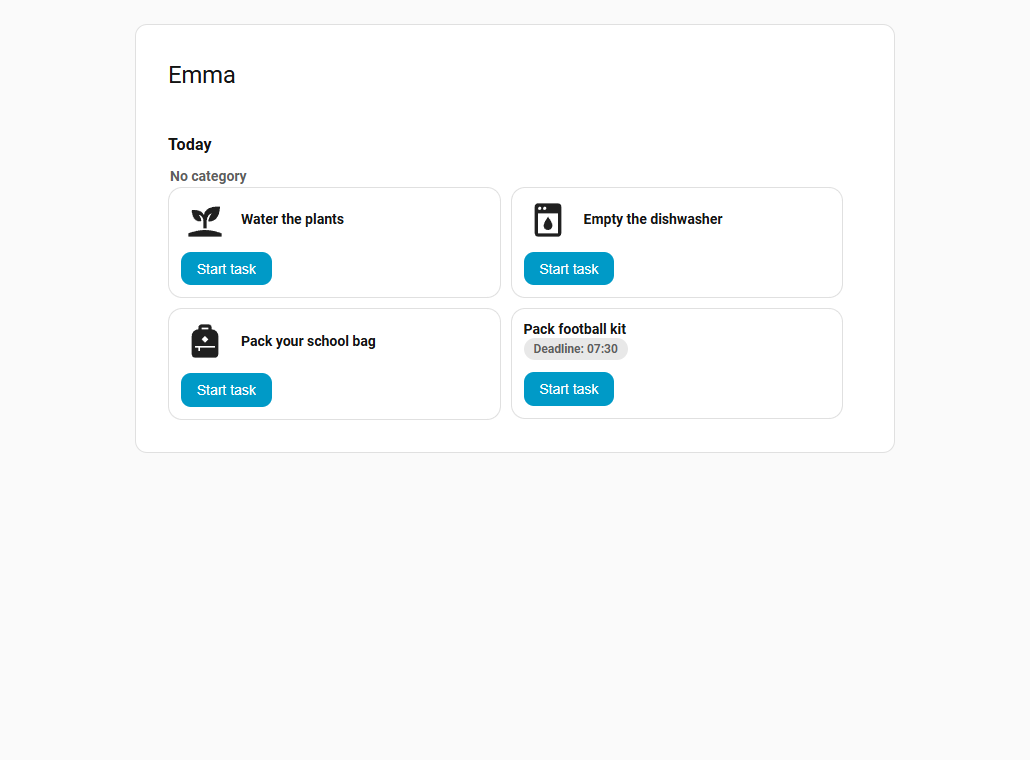 Emma
Today
No category
Water the plants
Start task
Empty the dishwasher
Start task
Pack your school bag
Start task
Pack football kit
Deadline: 07:30
Start task